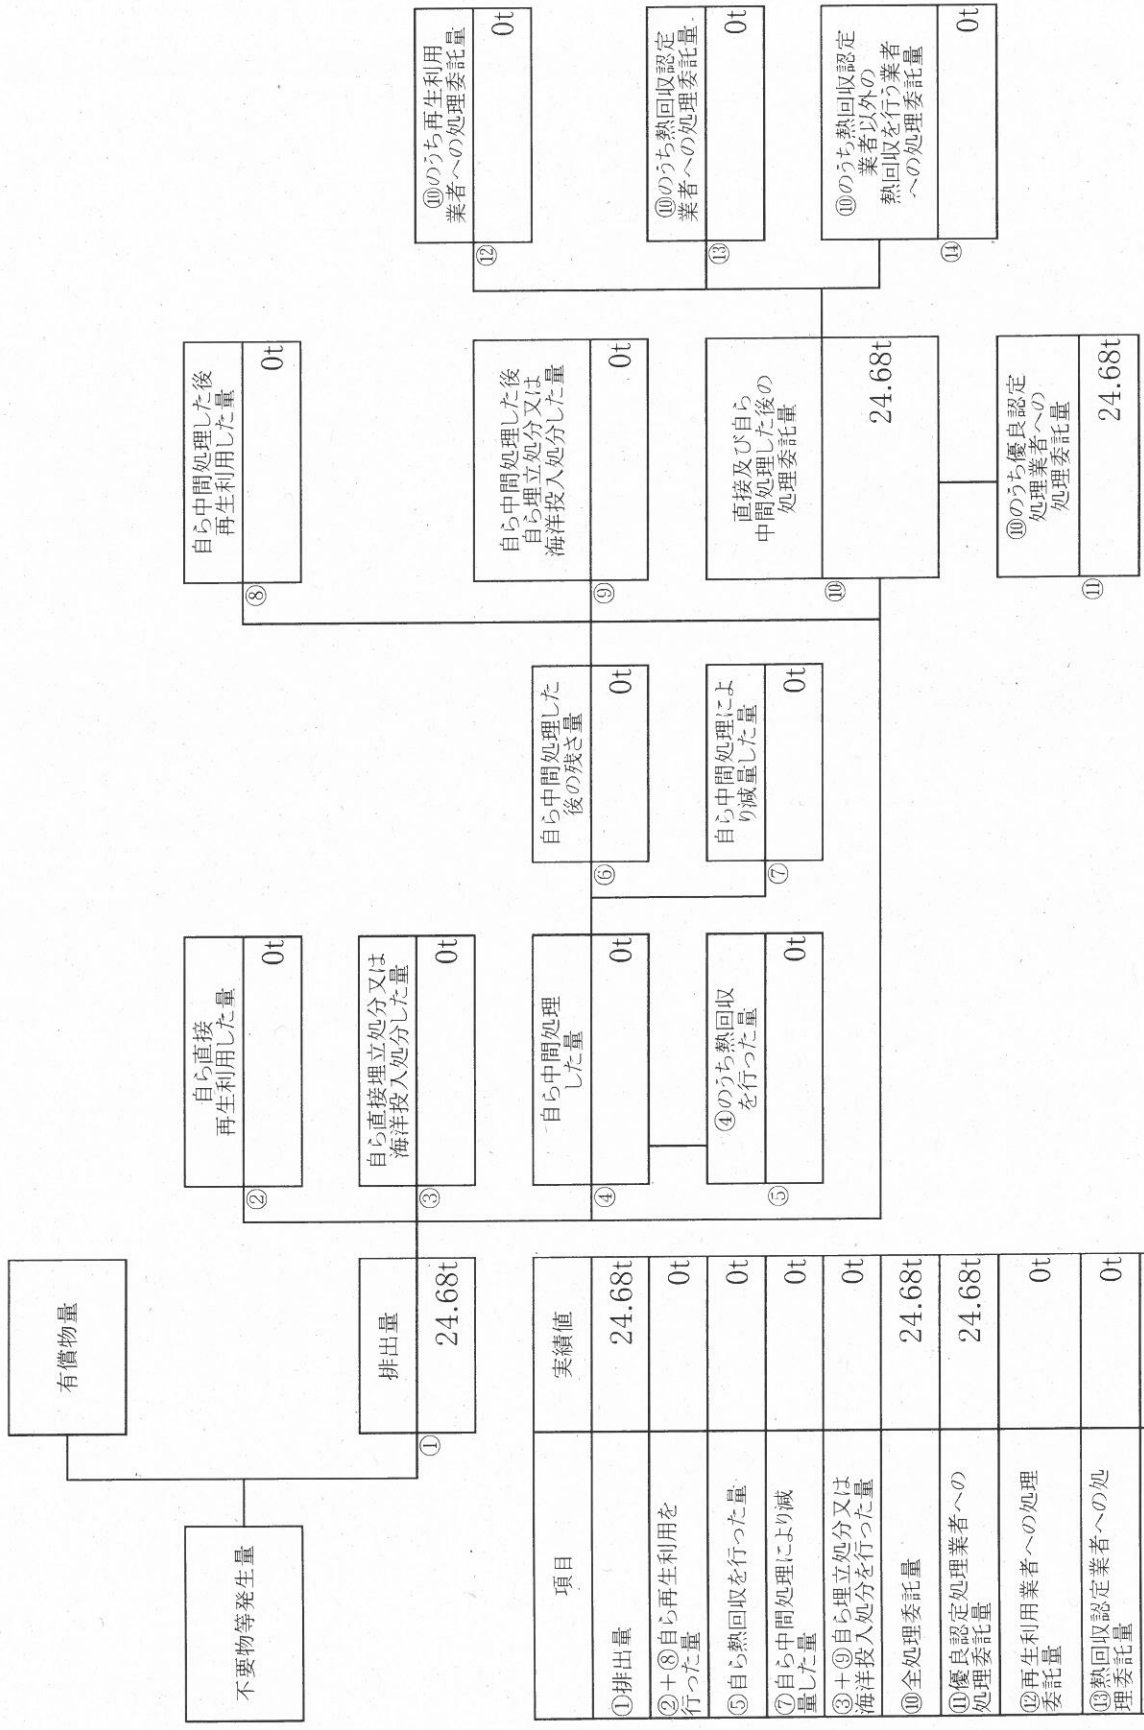 有償物量
不要物等発生量
排出量
①
24.68t
自ら直接
再生利用した量
②
0t
自ら直接埋立処分又は
海洋投入処分した量
③
0t
自ら中間処理
した量
④
0t
④のうち熱回収
を行った量
⑤
0t
自ら中間処理した
後の残さ量
⑥
0t
自ら中間処理によ
り減量した量
⑦
0t
自ら中間処理した後
再生利用した量
⑧
0t
自ら中間処理した後
自ら埋立処分又は
海洋投入処分した量
⑨
0t
直接及び自ら
中間処理した後の
処理委託量
⑩
24.68t
⑩のうち優良認定
処理業者への
処理委託量
⑪
24.68t
⑩のうち再生利用
業者への処理委託量
⑫
0t
⑩のうち熱回収認定
業者への処理委託量
⑬
0t
⑩のうち熱回収認定
業者以外の
熱回収を行う業者
への処理委託量
⑭
0t
項目 実績値
①排出量 24.68t
②+⑧自ら再生利用を
行った量 0t
⑤自ら熱回収を行った量 0t
⑦自ら中間処理により減
量した量 0t
③+⑨自ら埋立処分又は
海洋投入処分を行った量 0t
⑩全処理委託量 24.68t
⑪優良認定処理業者への
処理委託量 24.68t
⑫再生利用業者への処理
委託量 0t
⑬熱回収認定業者への処
理委託量 0t